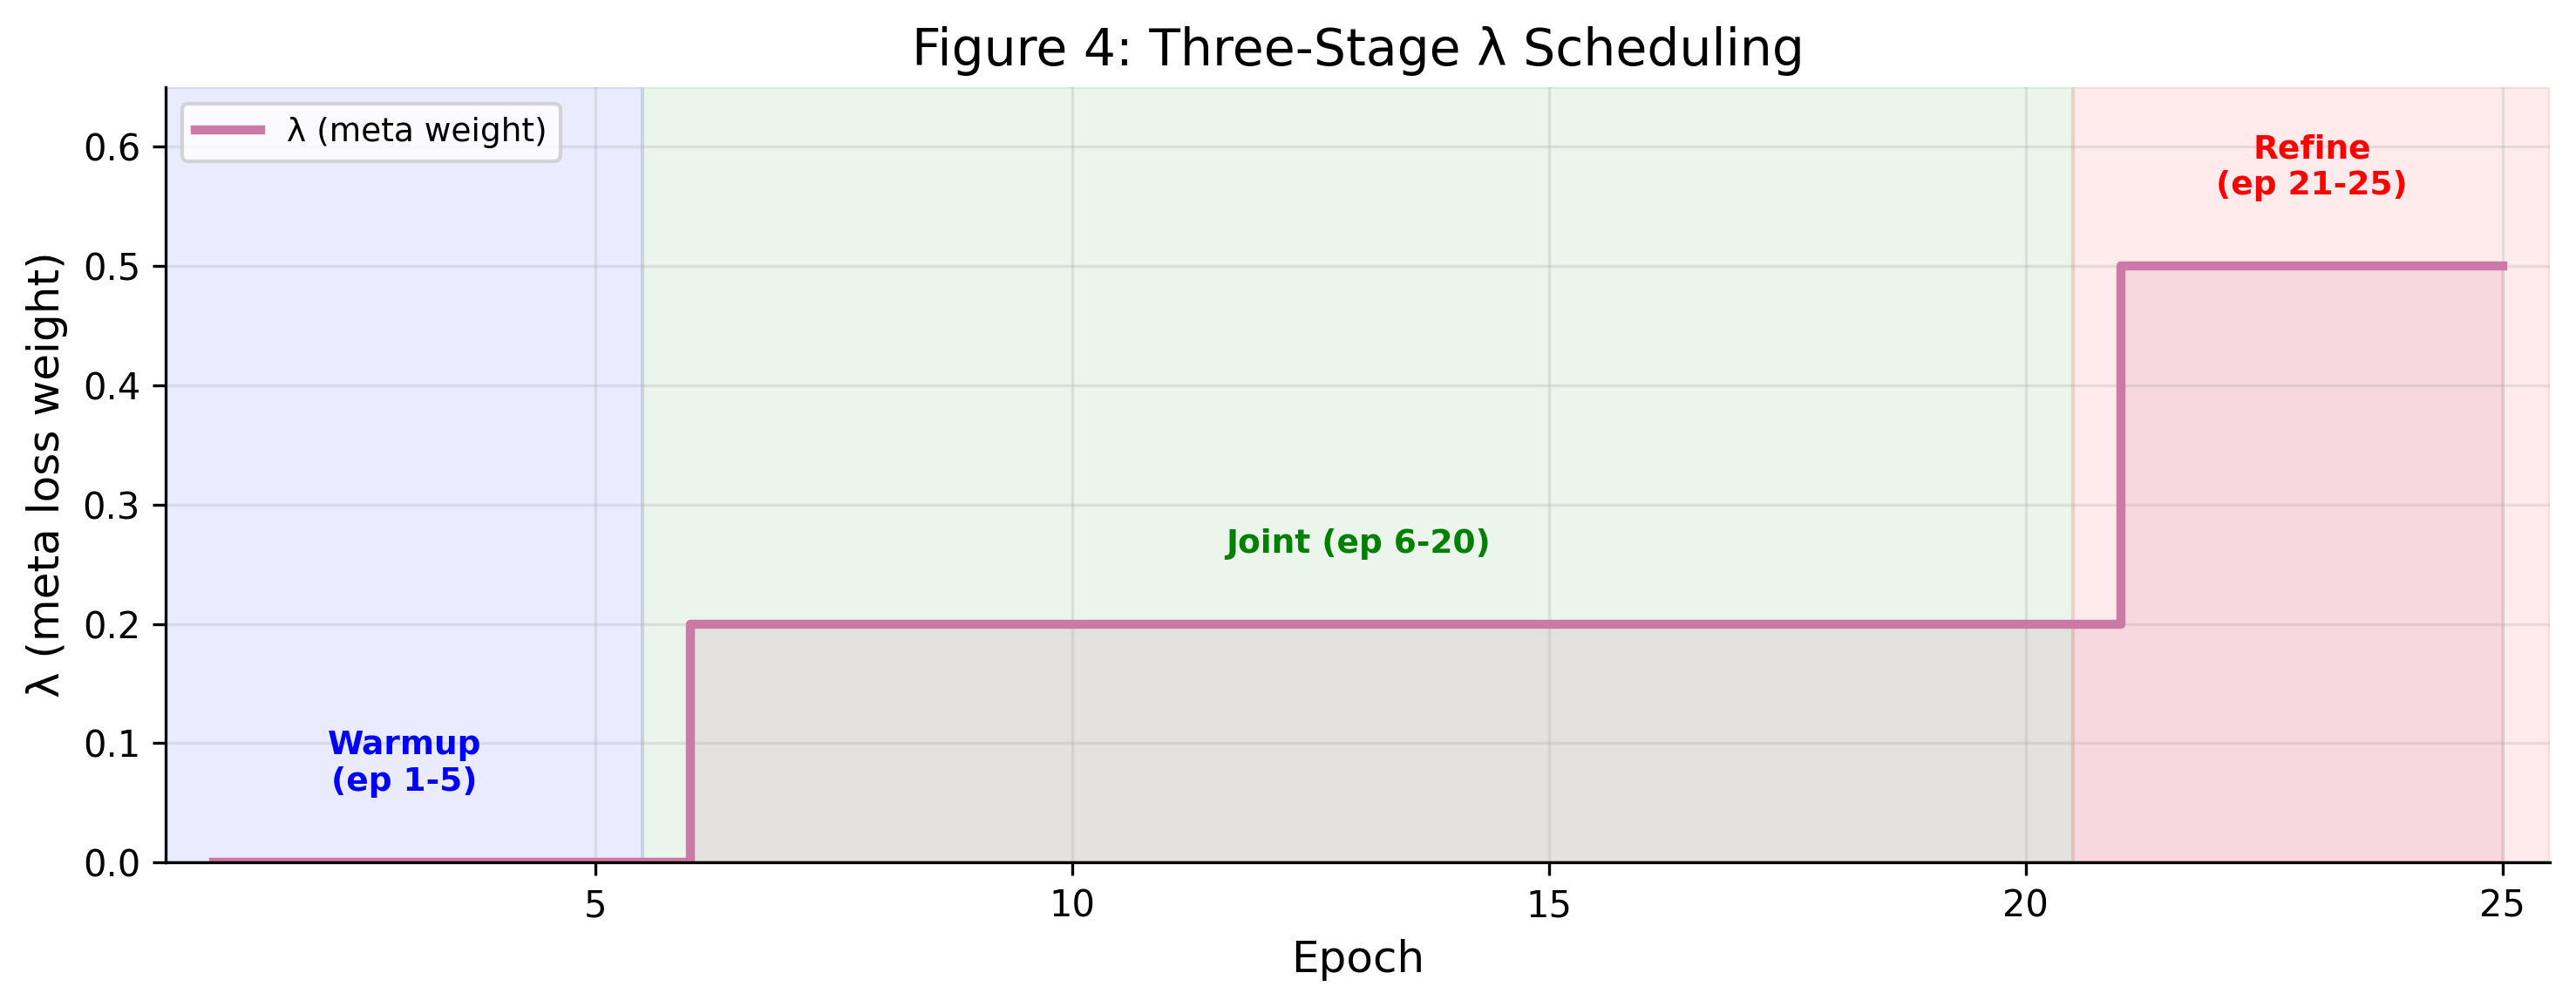 Figure 4: Three-Stage λ Scheduling
λ (meta weight)
λ (meta loss weight)
0.6
0.5
0.4
0.3
0.2
0.1
0.0
Refine
(ep 21-25)
Joint (ep 6-20)
Warmup
(ep 1-5)
5
10
15
20
25
Epoch